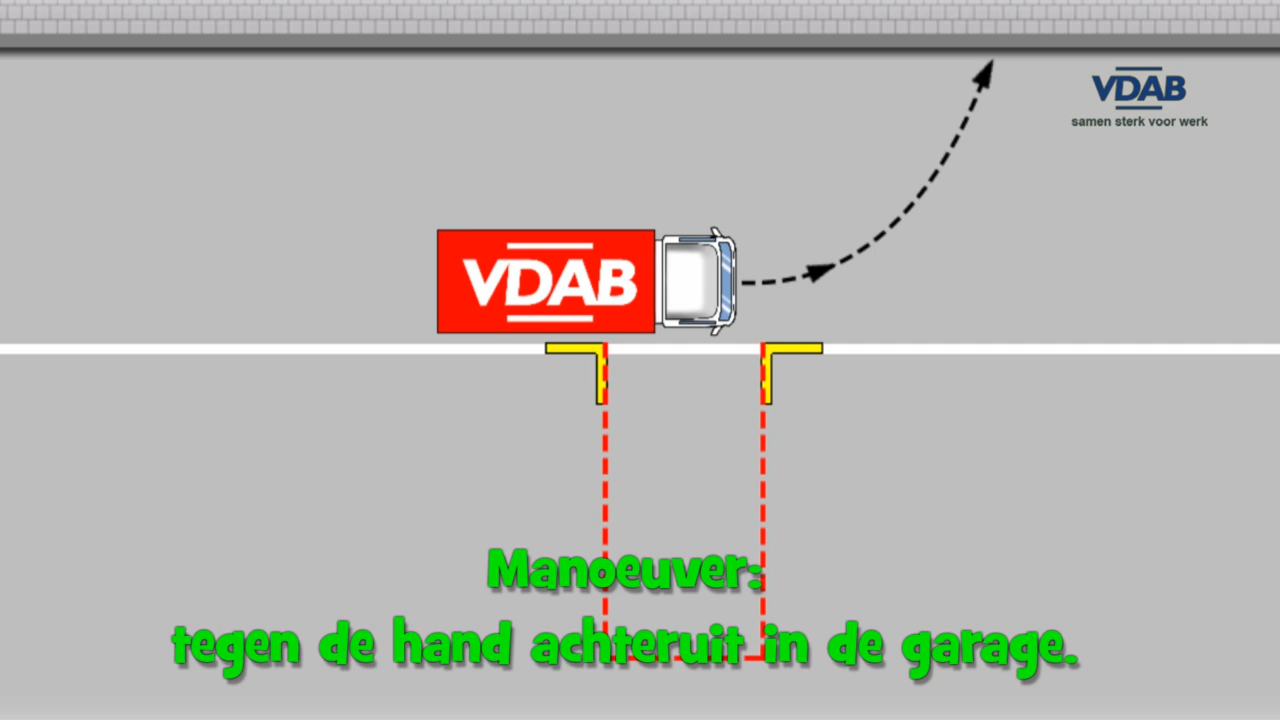 VDAB
samen sterk voor werk
VDAB
Manoeuver:
tegen de hand achteruit in de garage.